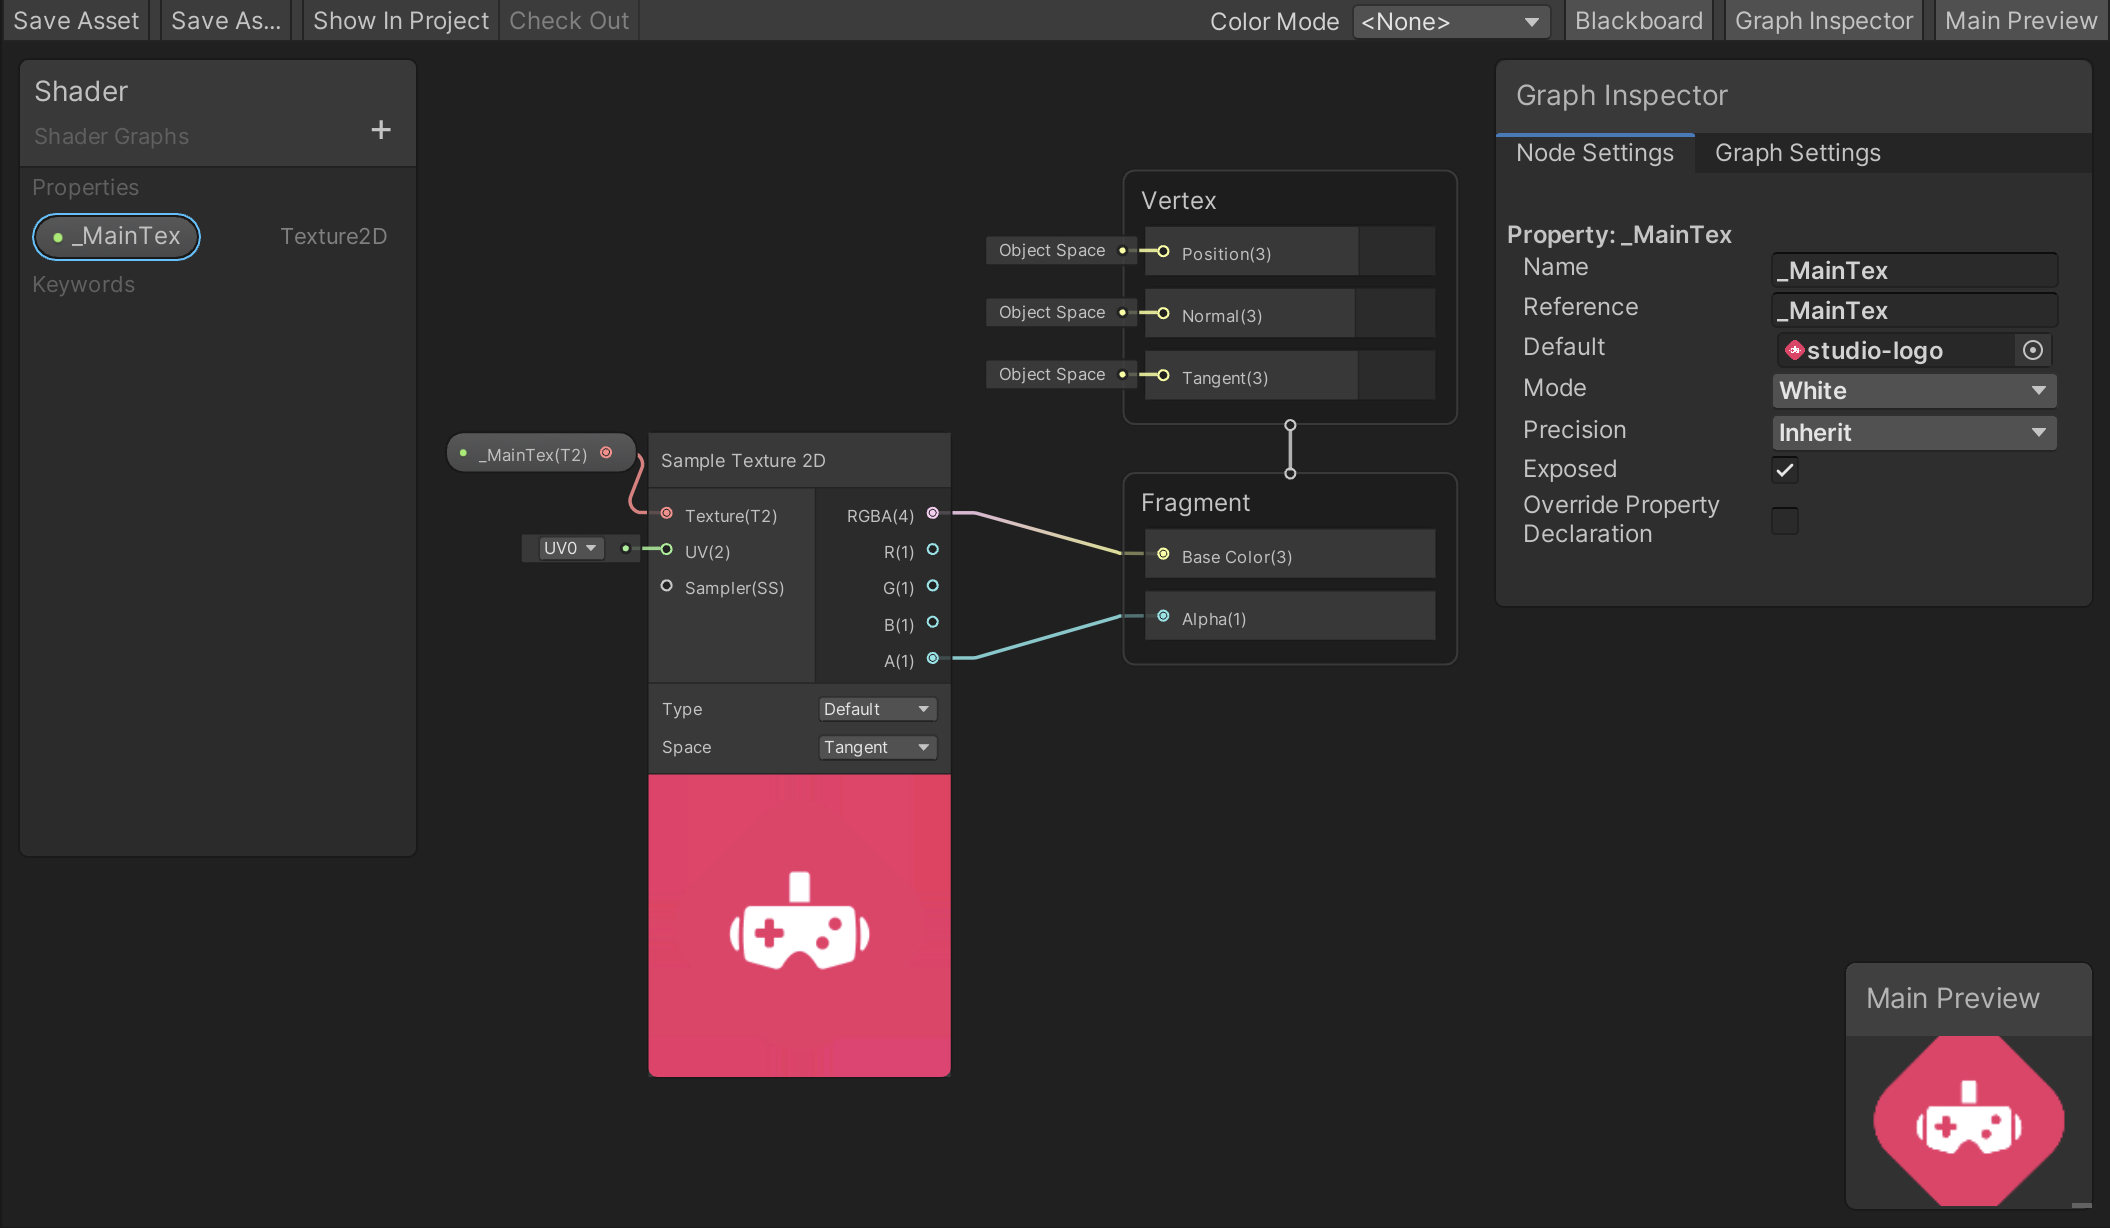 Save Asset
Save As...
Show In Project
Check Out
Color Mode
<None>
Blackboard
Graph Inspector
Main Preview
Shader
Shader Graphs
+
Properties
_MainTex
Texture2D
Keywords
_MainTex(T2)
UV0
Sample Texture 2D
Texture(T2)
UV(2)
Sampler(SS)
RGBA(4)
R(1)
G(1)
B(1)
A(1)
Type
Default
Space
Tangent
Vertex
Object Space
Position(3)
Object Space
Normal(3)
Object Space
Tangent(3)
Fragment
Base Color(3)
Alpha(1)
Graph Inspector
Node Settings
Graph Settings
Property: _MainTex
Name
_MainTex
Reference
_MainTex
Default
studio-logo
Mode
White
Precision
Inherit
Exposed
Override Property
Declaration
Main Preview